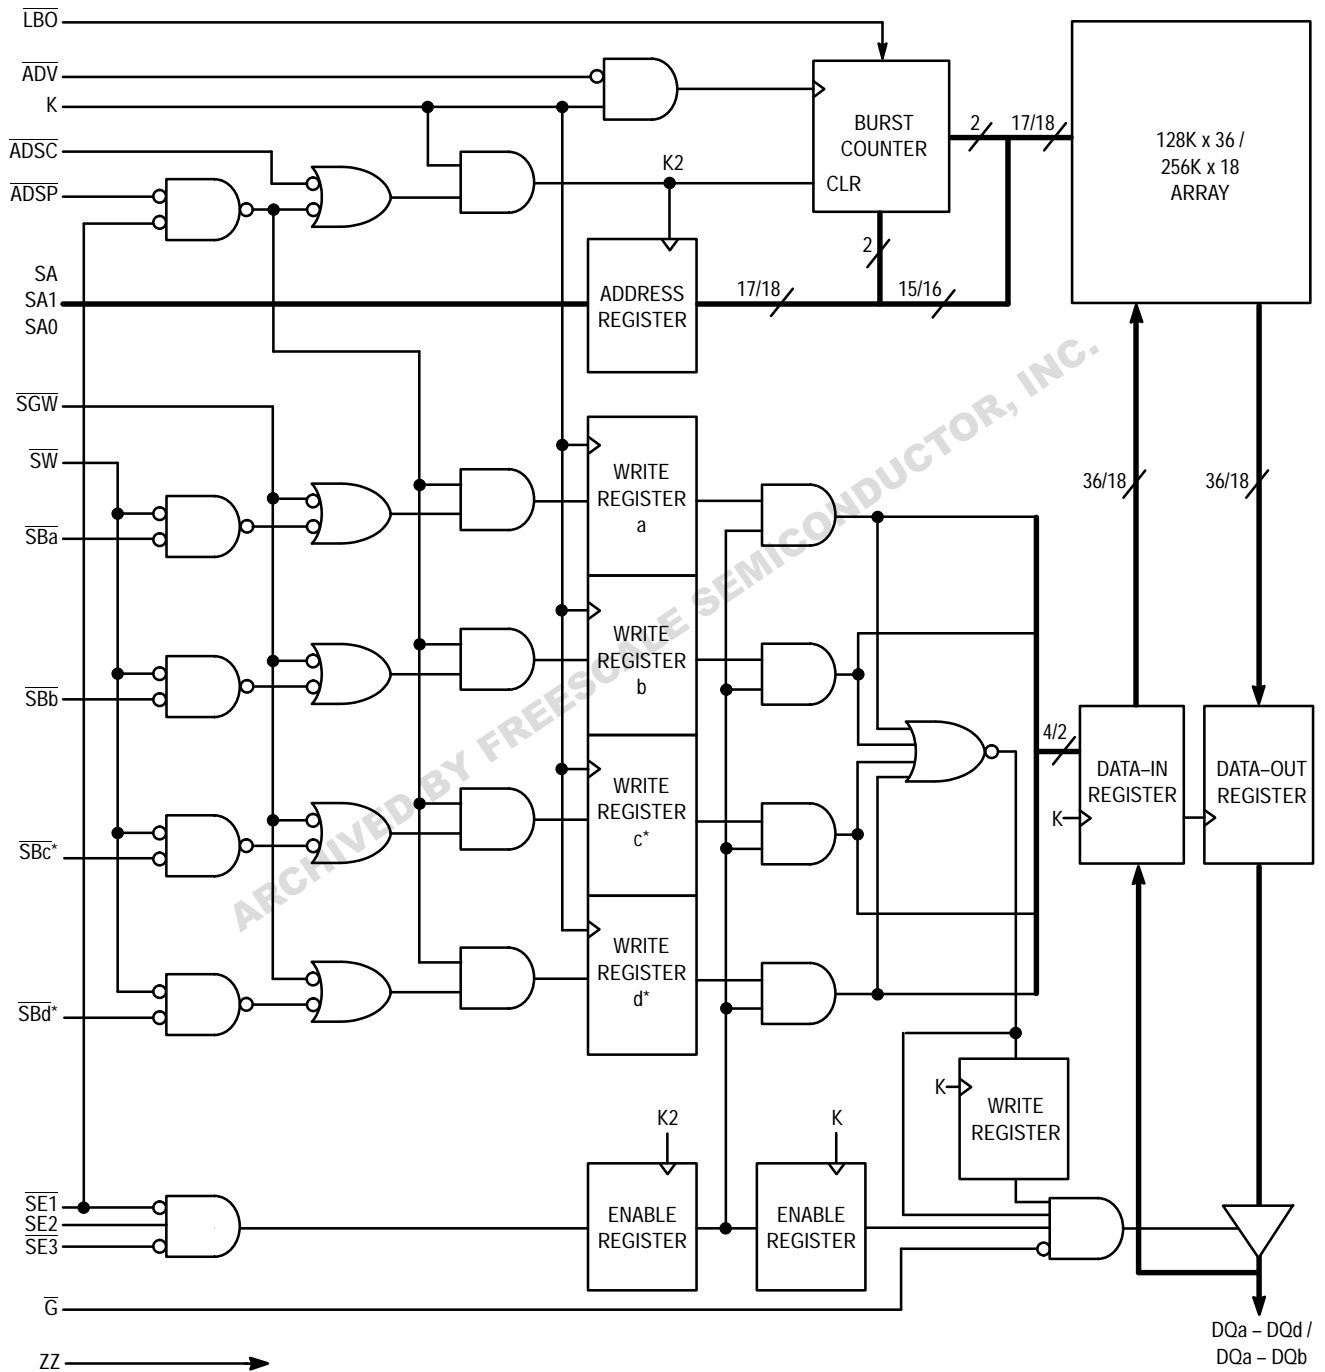 LBO
ADV
K
ADSC
ADSP
K2
BURST
COUNTER
CLR
2
17/18
128K x 36 /
256K x 18
ARRAY
2
SA
SA1
SA0
ADDRESS
REGISTER
17/18
15/16
SGW
SW
SBa
WRITE
REGISTER
a
36/18
36/18
SBb
WRITE
REGISTER
b
SBc*
WRITE
REGISTER
c*
4/2
DATA–IN
REGISTER
K
DATA–OUT
REGISTER
SBd*
WRITE
REGISTER
d*
ARCHIVED BY FREESCALE SEMICONDUCTOR, INC.
K
WRITE
REGISTER
K2
K
SE1
SE2
SE3
ENABLE
REGISTER
ENABLE
REGISTER
G
ZZ
DQa – DQd /
DQa – DQb